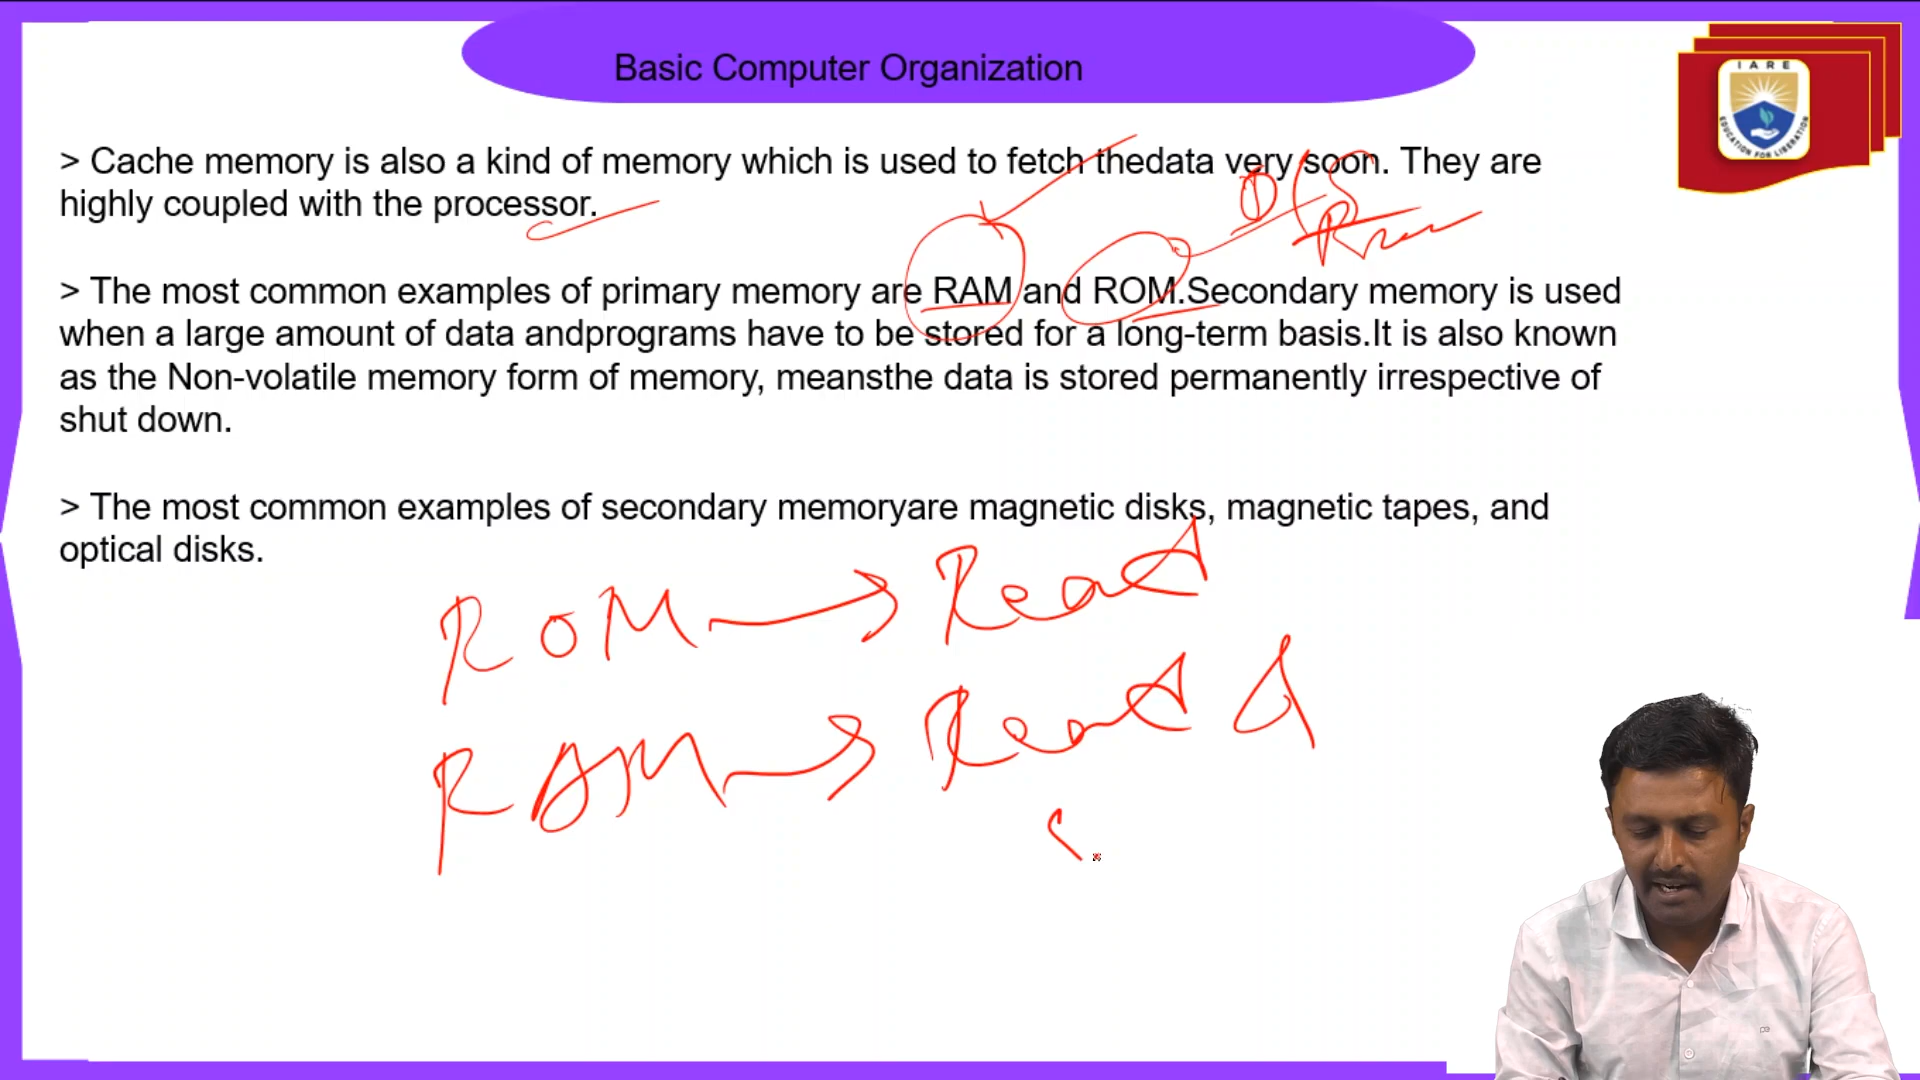 Basic Computer Organization
IARE
EDUCATION FOR LIBERATION
> Cache memory is also a kind of memory which is used to fetch thedata very soon. They are
highly coupled with the processor.
> The most common examples of primary memory are RAM and ROM.Secondary memory is used
when a large amount of data andprograms have to be stored for a long-term basis.It is also known
as the Non-volatile memory form of memory, meansthe data is stored permanently irrespective of
shut down.
> The most common examples of secondary memoryare magnetic disks, magnetic tapes, and
optical disks.
ROM → Read
RAM → Read &